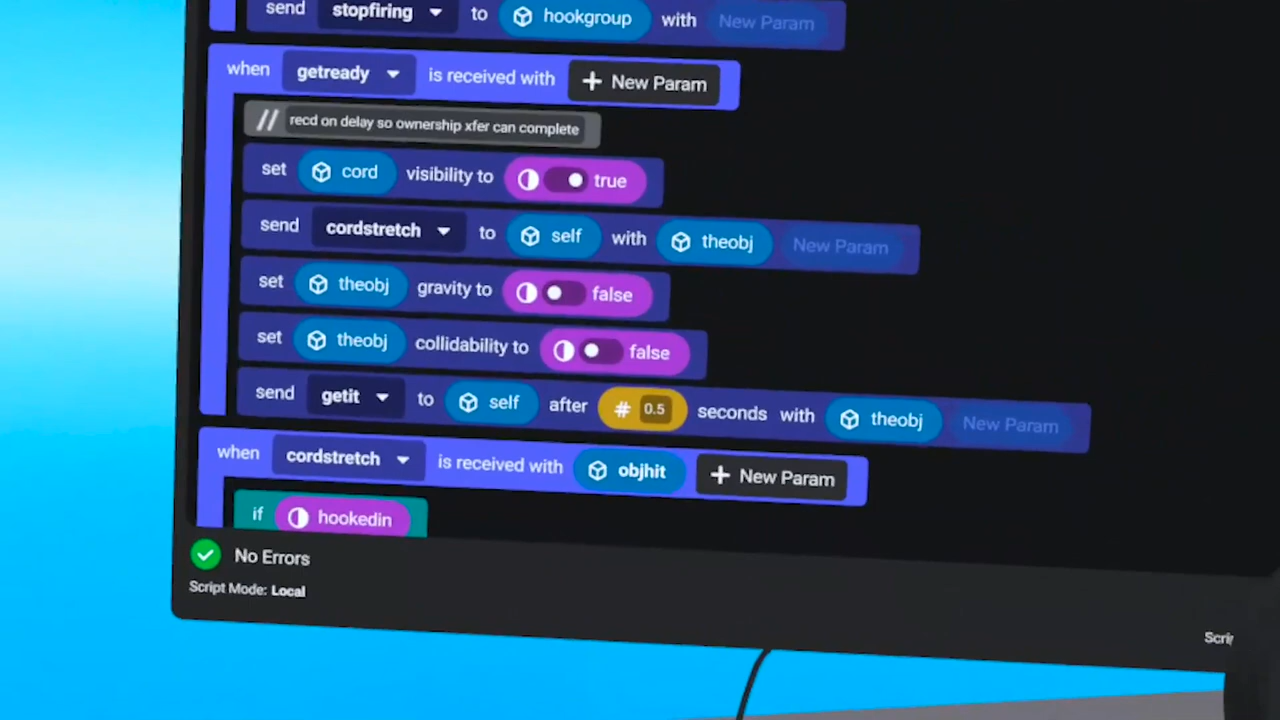 send stopfiring to hookgroup with New Param
when getready is received with + New Param
// recd on delay so ownership xfer can complete
set cord visibility to true
send cordstretch to self with theobj New Param
set theobj gravity to false
set theobj collidability to false
send getit to self after # 0.5 seconds with theobj New Param
when cordstretch is received with objhit + New Param
if hookedin
No Errors
Script Mode: Local